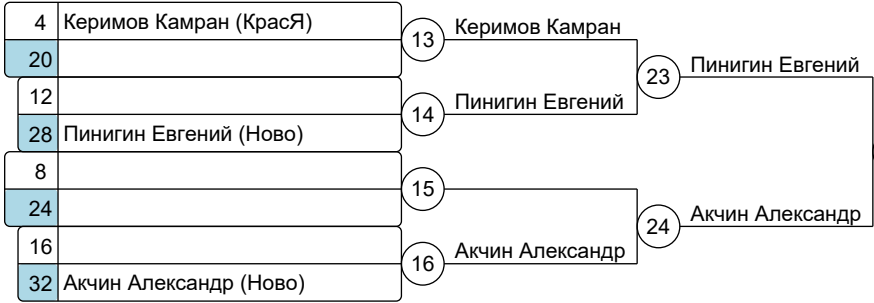 4 Керимов Камран (КрасЯ)
20
13 Керимов Камран
12
28 Пинигин Евгений (Ново)
14 Пинигин Евгений
23 Пинигин Евгений
8
24
15
16
32 Акчин Александр (Ново)
16 Акчин Александр
24 Акчин Александр